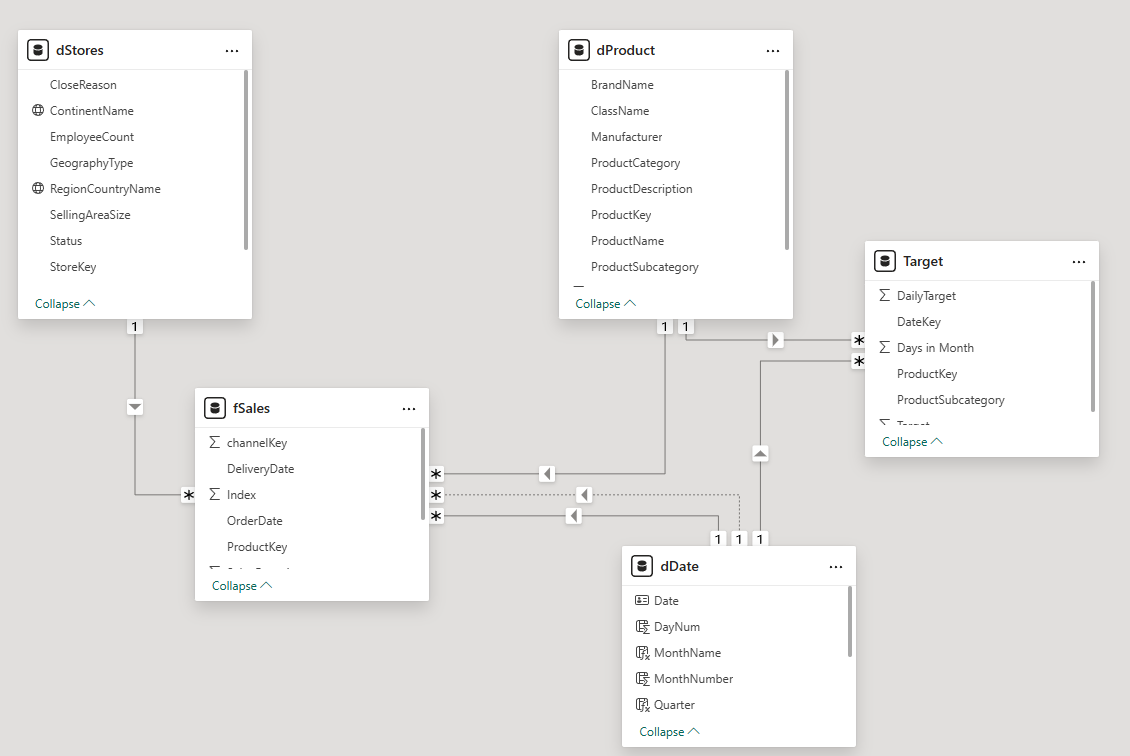 dStores
CloseReason
ContinentName
EmployeeCount
GeographyType
RegionCountryName
SellingAreaSize
Status
StoreKey
Collapse
dProduct
BrandName
ClassName
Manufacturer
ProductCategory
ProductDescription
ProductKey
ProductName
ProductSubcategory
Collapse
Target
DailyTarget
DateKey
Days in Month
ProductKey
ProductSubcategory
Target
Collapse
1
1
1
*
*
fSales
channelKey
DeliveryDate
Index
OrderDate
ProductKey
Collapse
*
*
*
*
1
1
1
dDate
Date
DayNum
MonthName
MonthNumber
Quarter
Collapse